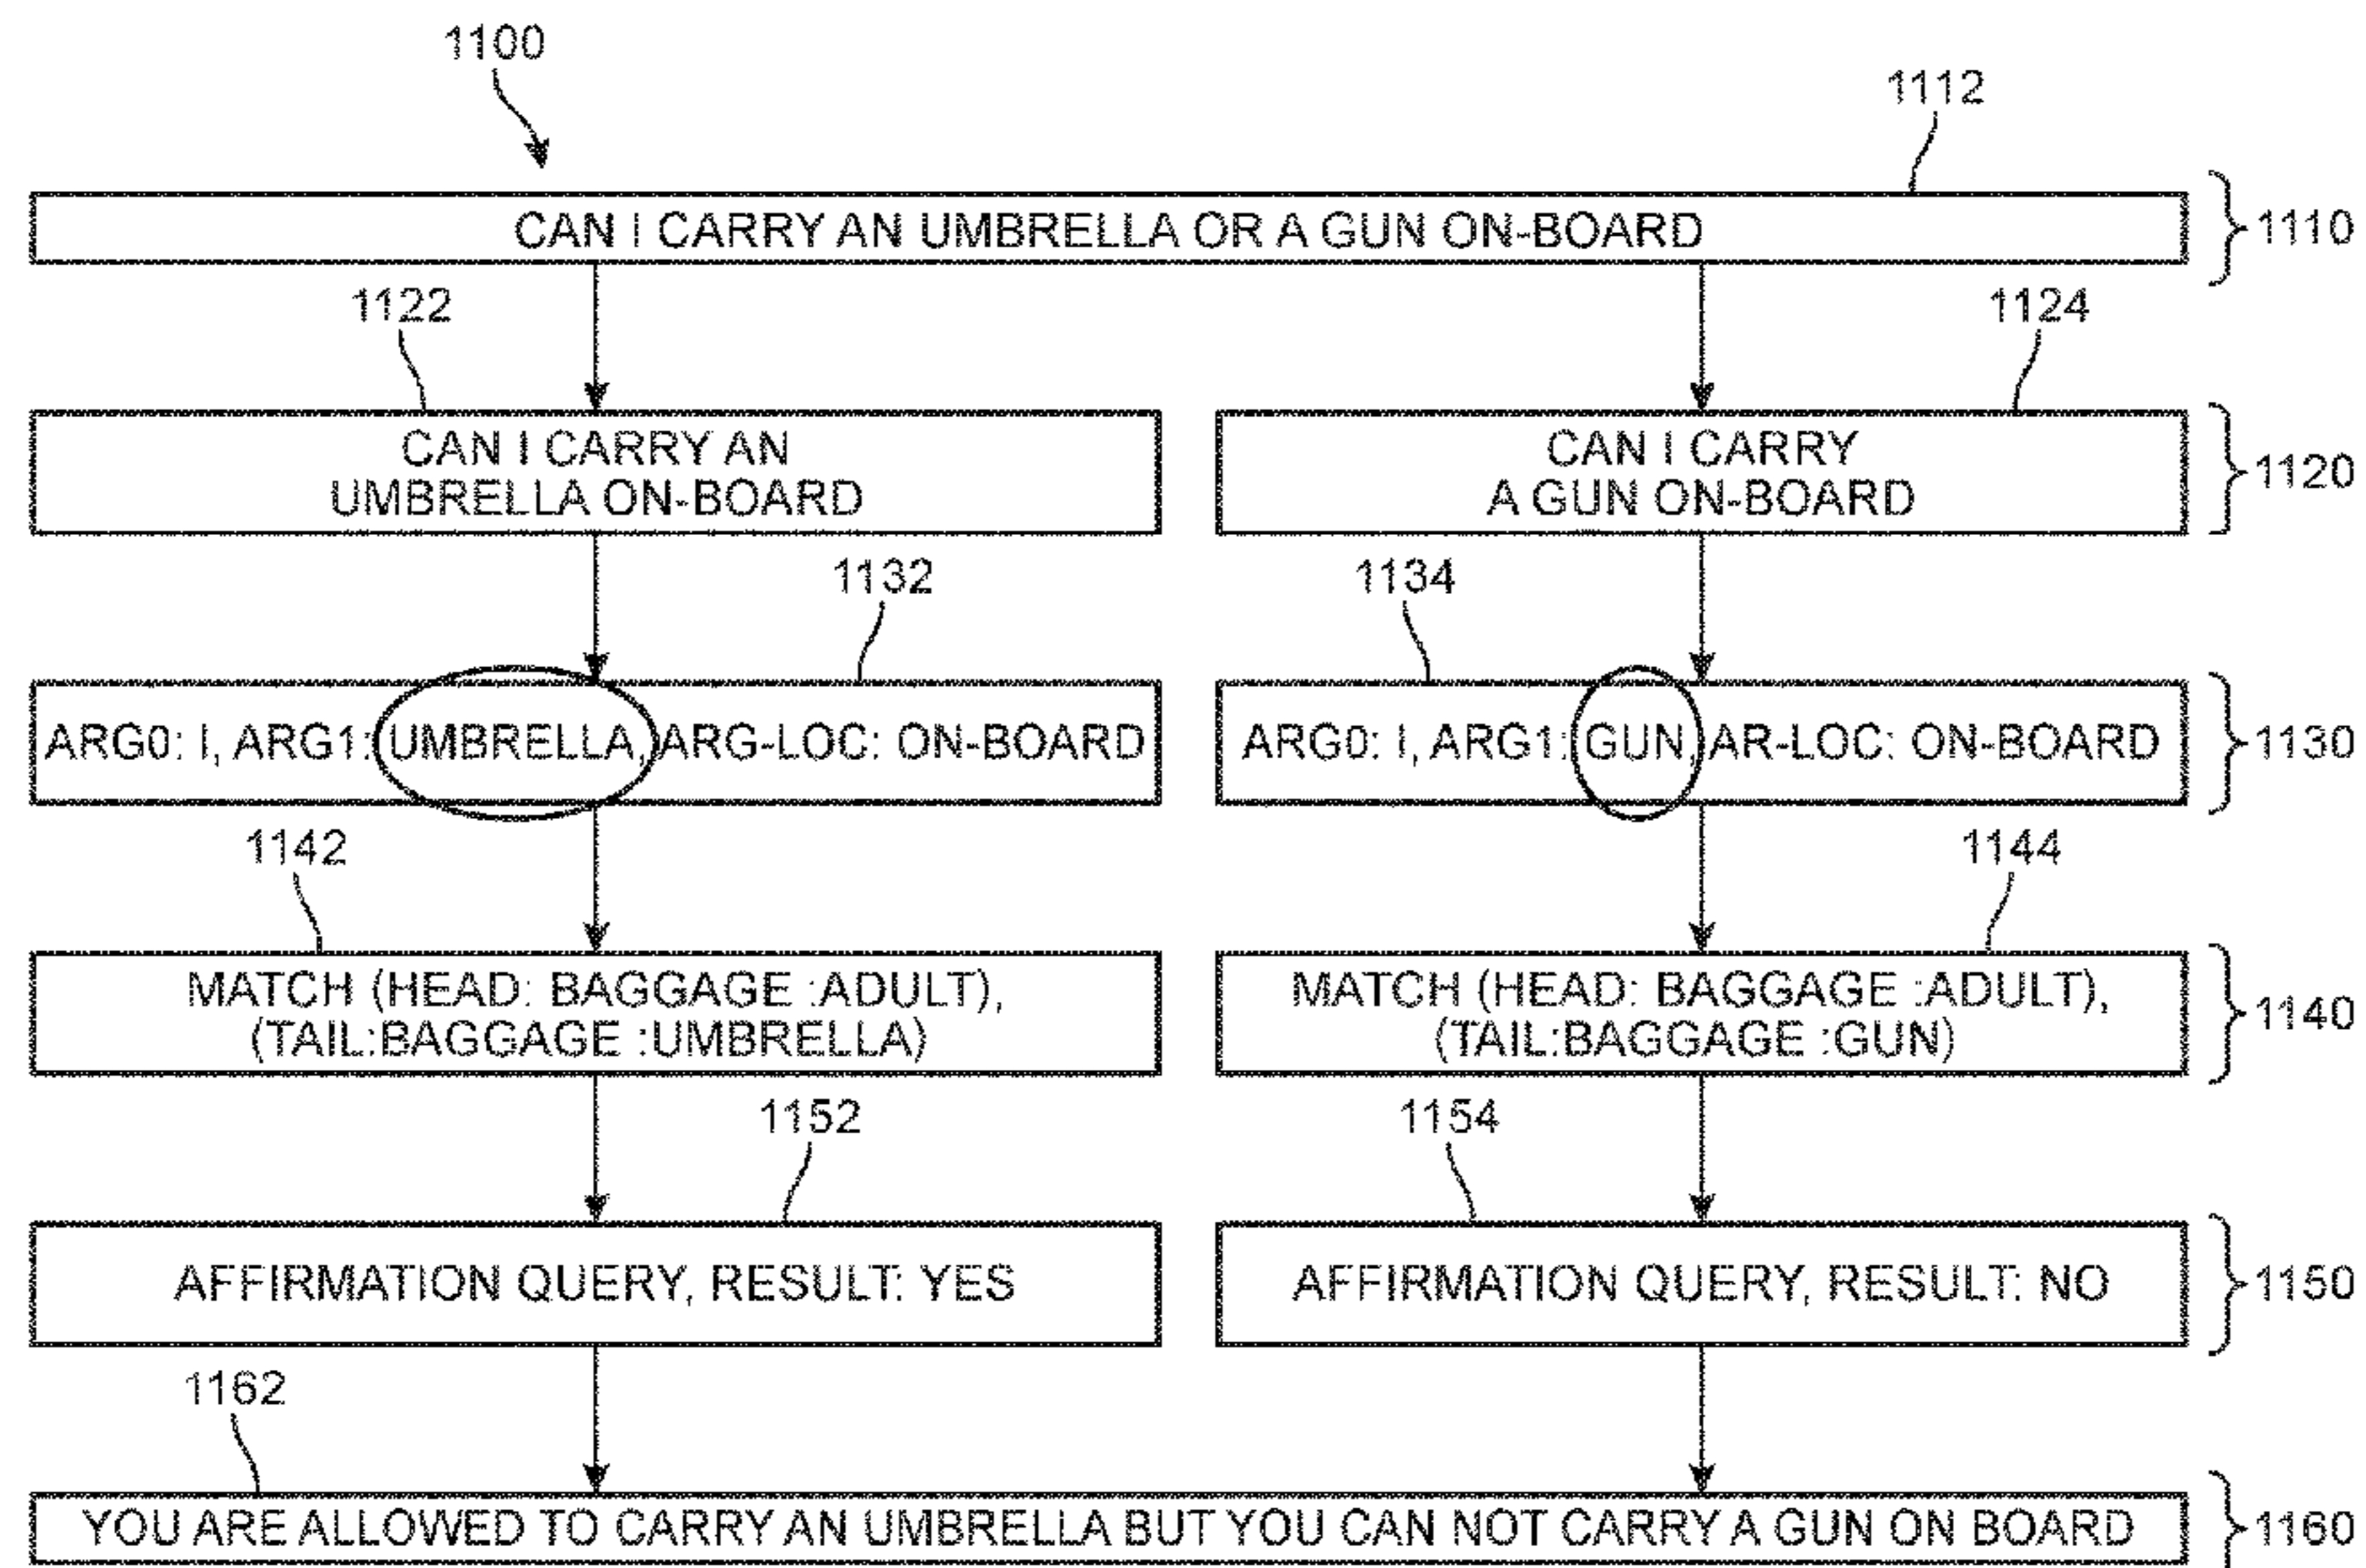 1100
1112
CAN I CARRY AN UMBRELLA OR A GUN ON-BOARD
1110
1122
1124
CAN I CARRY AN
UMBRELLA ON-BOARD
CAN I CARRY
A GUN ON-BOARD
1120
1132
1134
ARG0: I, ARG1: UMBRELLA, ARG-LOC: ON-BOARD
ARG0: I, ARG1: GUN, AR-LOC: ON-BOARD
1130
1142
1144
MATCH (HEAD: BAGGAGE :ADULT),
(TAIL:BAGGAGE :UMBRELLA)
MATCH (HEAD: BAGGAGE :ADULT),
(TAIL:BAGGAGE :GUN)
1140
1152
1154
AFFIRMATION QUERY, RESULT: YES
AFFIRMATION QUERY, RESULT: NO
1150
1162
YOU ARE ALLOWED TO CARRY AN UMBRELLA BUT YOU CAN NOT CARRY A GUN ON BOARD
1160